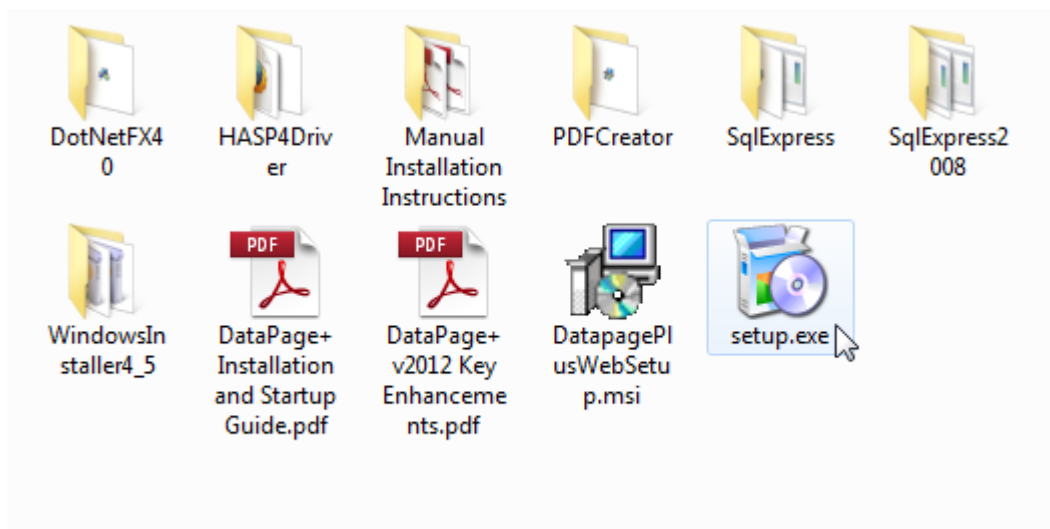 DotNetFX4
0
HASP4Driv
er
Manual
Installation
Instructions
PDFCreator
SqlExpress
SqlExpress2
008
WindowsIn
staller4_5
PDF
DataPage+
Installation
and Startup
Guide.pdf
PDF
DataPage+
v2012 Key
Enhanceme
nts.pdf
DatapagePl
usWebSetu
p.msi
setup.exe